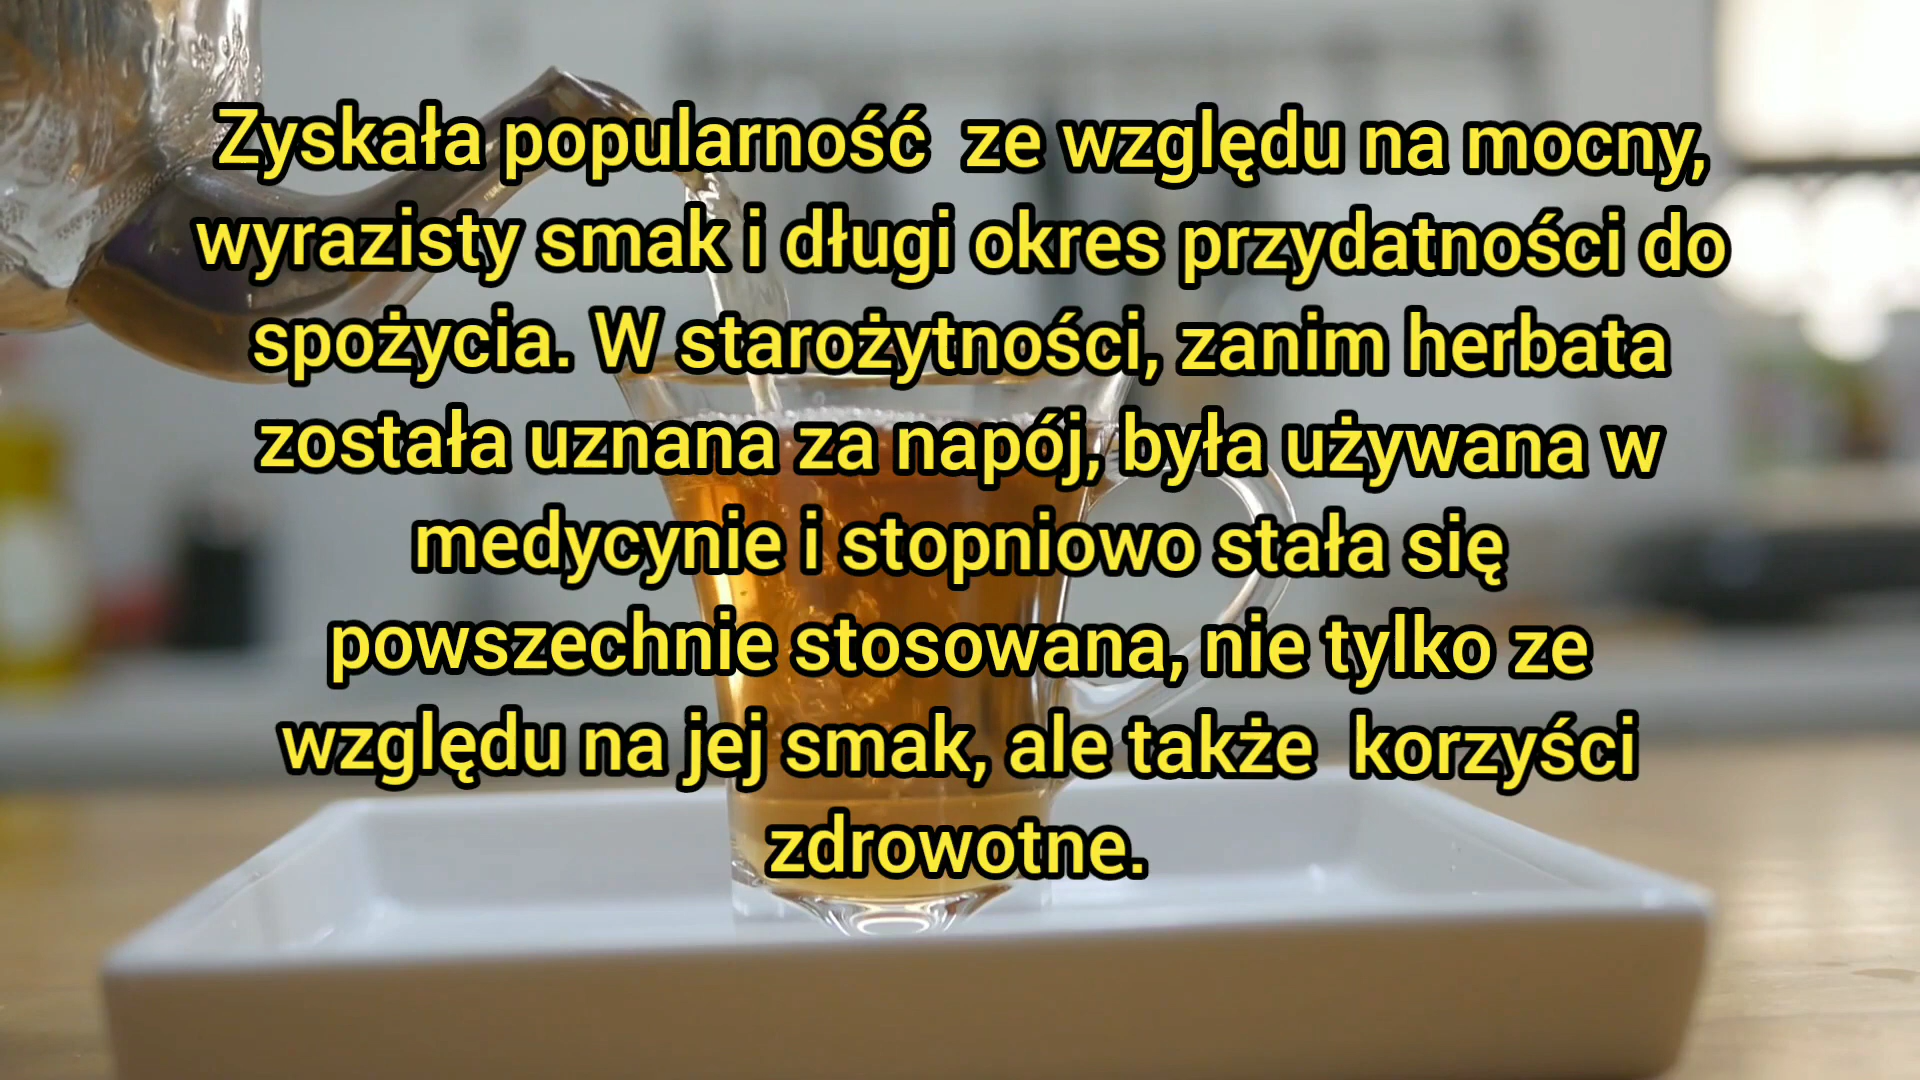 Zyskała popularność  ze względu na mocny,
wyrazisty smak i długi okres przydatności do
spożycia. W starożytności, zanim herbata
została uznana za napój, była używana w
medycynie i stopniowo stała się
powszechnie stosowana, nie tylko ze
względu na jej smak, ale także  korzyści
zdrowotne.